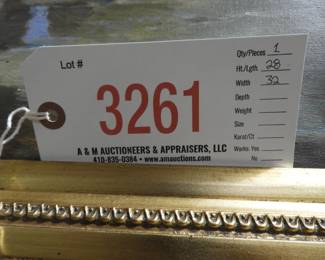 Lot #
3261
A & M AUCTIONEERS & APPRAISERS, LLC
410-835-0384 • www.amauctions.com
Qty/Pieces 1
Ht./Lgth. 28
Width 32
Depth
Weight
Size
Karat/Ct
Works: Yes
No